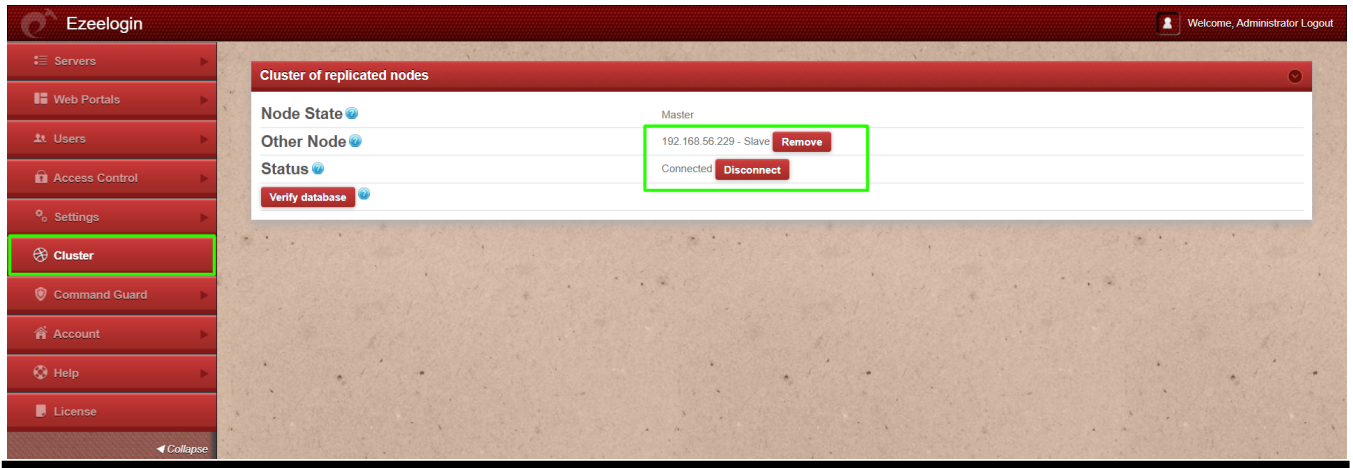 Ezeelogin
Welcome, Administrator Logout
Servers
Web Portals
Users
Access Control
Settings
Cluster
Command Guard
Account
Help
License
Collapse
Cluster of replicated nodes
Node State ?
Master
Other Node ?
192.168.56.229 - Slave Remove
Status ?
Connected Disconnect
Verify database ?